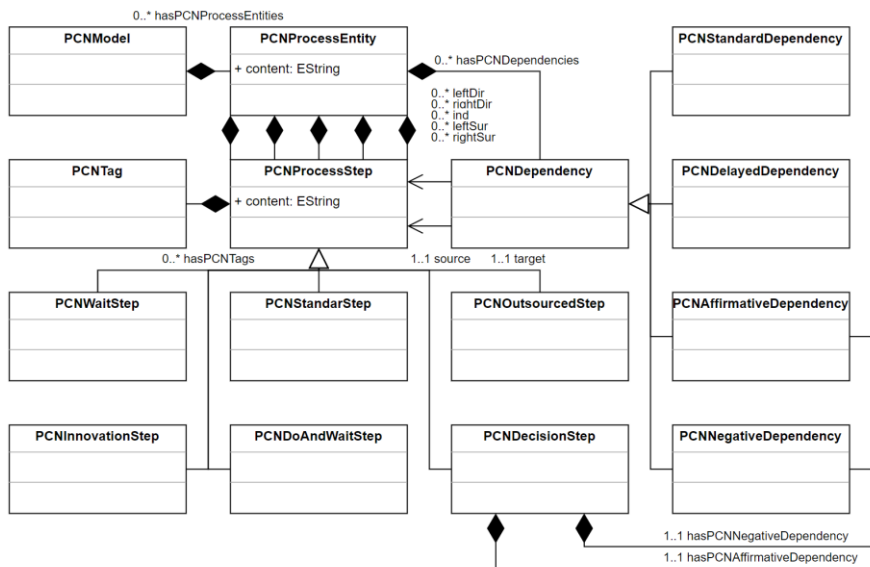 0..* hasPCNProcessEntities
PCNModel
PCNProcessEntity
+ content: EString
PCNStandardDependency
0..* hasPCNDependencies
0..* leftDir
0..* rightDir
0..* ind
0..* leftSur
0..* rightSur
PCNTag
PCNProcessStep
+ content: EString
PCNDependency
PCNDelayedDependency
0..* hasPCNTags
1..1 source
1..1 target
PCNWaitStep
PCNStandarStep
PCNOutsourcedStep
PCNAffirmativeDependency
PCNInnovationStep
PCNDoAndWaitStep
PCNDecisionStep
PCNNegativeDependency
1..1 hasPCNNegativeDependency
1..1 hasPCNAffirmativeDependency